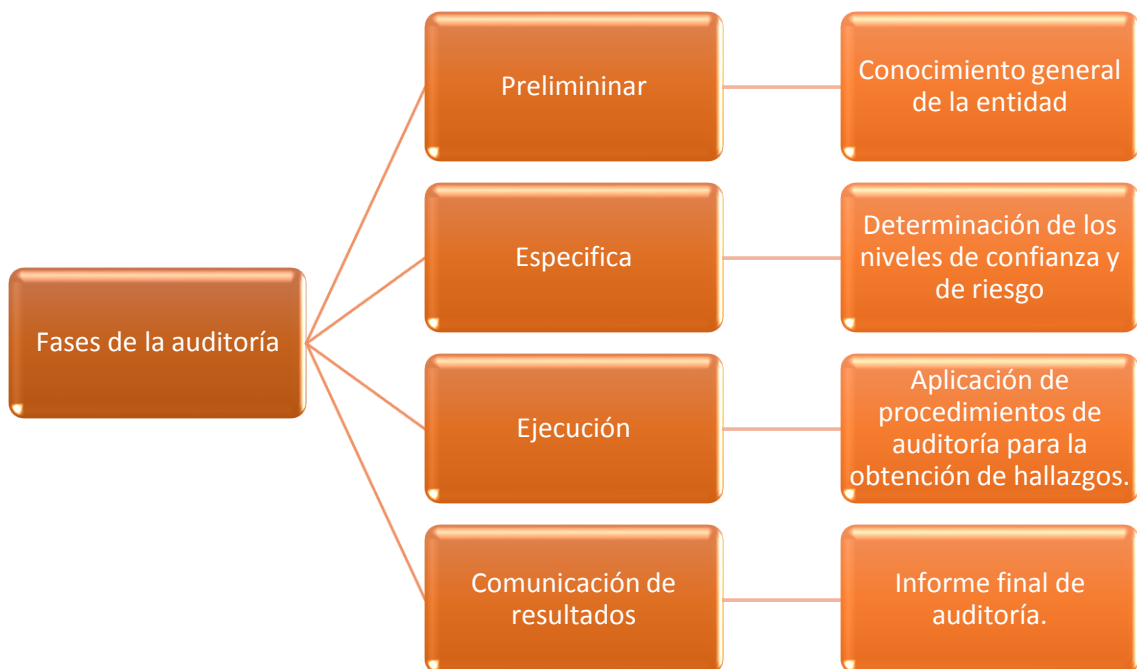 Fases de la auditoría
Prelimininar
Conocimiento general
de la entidad
Especifica
Determinación de los
niveles de confianza y
de riesgo
Ejecución
Aplicación de
procedimientos de
auditoría para la
obtención de hallazgos.
Comunicación de
resultados
Informe final de
auditoría.